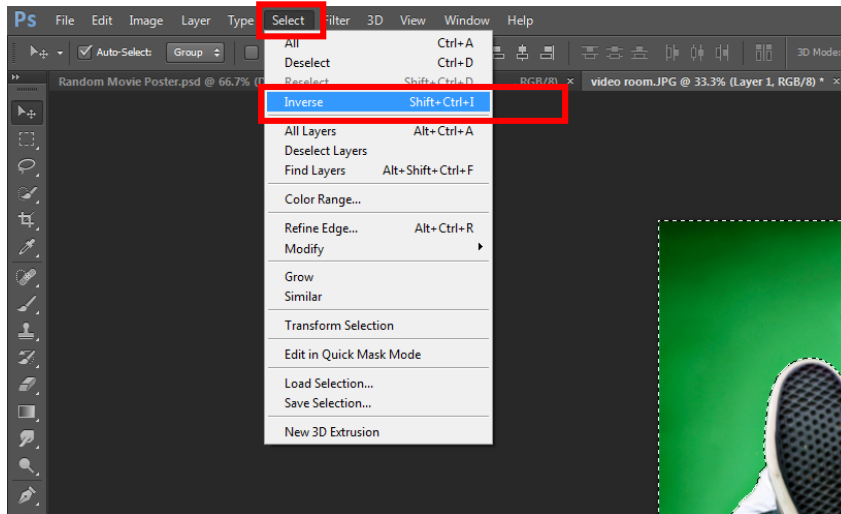 Ps File Edit Image Layer Type Select Filter 3D View Window Help
Auto-Select: Group 3D Mode:
Random Movie Poster.psd @ 66.7% RGB/8) × video room.JPG @ 33.3% (Layer 1, RGB/8) * ×
All Ctrl+A
Deselect Ctrl+D
Reselect Shift+Ctrl+D
Inverse Shift+Ctrl+I
All Layers Alt+Ctrl+A
Deselect Layers
Find Layers Alt+Shift+Ctrl+F
Color Range...
Refine Edge... Alt+Ctrl+R
Modify
Grow
Similar
Transform Selection
Edit in Quick Mask Mode
Load Selection...
Save Selection...
New 3D Extrusion